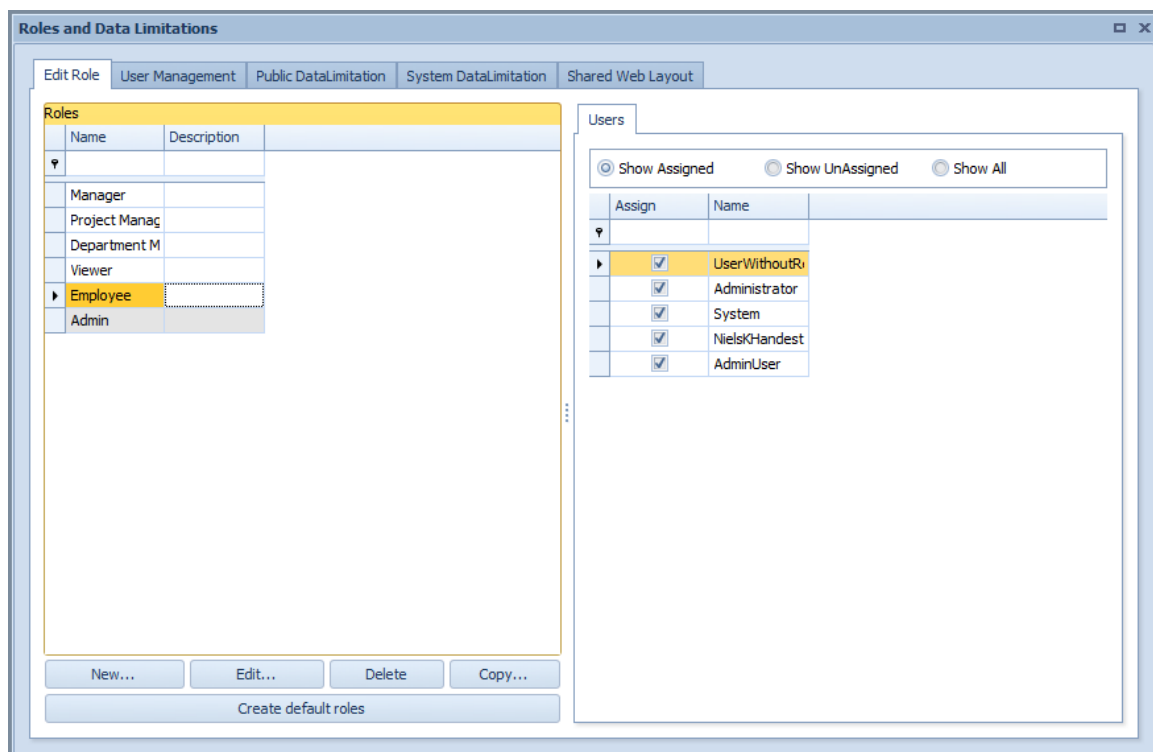 Roles and Data Limitations
Edit Role User Management Public DataLimitation System DataLimitation Shared Web Layout
Roles
Name Description
Manager
Project Manag
Department M
Viewer
Employee
Admin
New... Edit... Delete Copy...
Create default roles
Users
Show Assigned Show UnAssigned Show All
Assign Name
UserWithoutR
Administrator
System
NielsKHandest
AdminUser